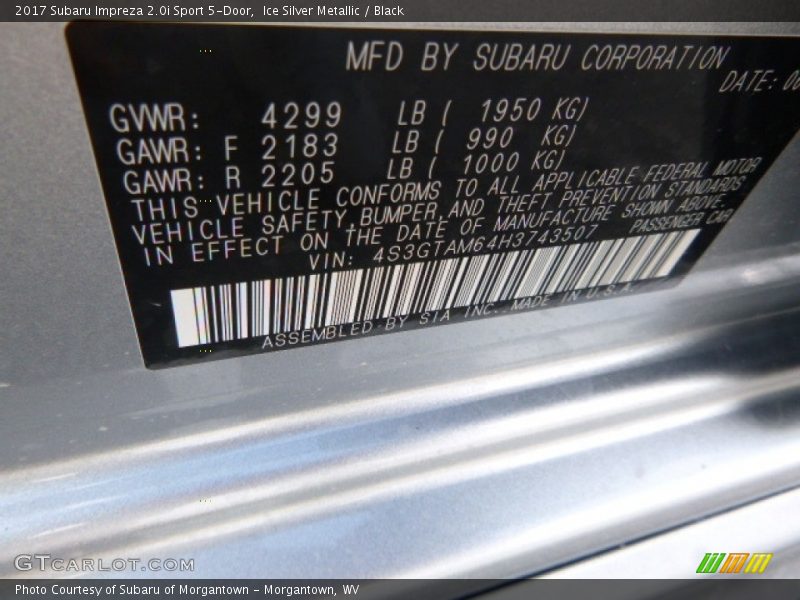 2017 Subaru Impreza 2.0i Sport 5-Door, Ice Silver Metallic / Black
MFD BY SUBARU CORPORATION
DATE: 00
GVWR: 4299 LB ( 1950 KG)
GAWR: F 2183 LB ( 990 KG)
GAWR: R 2205 LB ( 1000 KG)
THIS VEHICLE CONFORMS TO ALL APPLICABLE FEDERAL MOTOR
VEHICLE SAFETY, BUMPER, AND THEFT PREVENTION STANDARDS
IN EFFECT ON THE DATE OF MANUFACTURE SHOWN ABOVE.
VIN: 4S3GTAM64H3743507 PASSENGER CAR
ASSEMBLED BY SIA INC. MADE IN U.S.A.
GTCARLOT.COM
Photo Courtesy of Subaru of Morgantown - Morgantown, WV